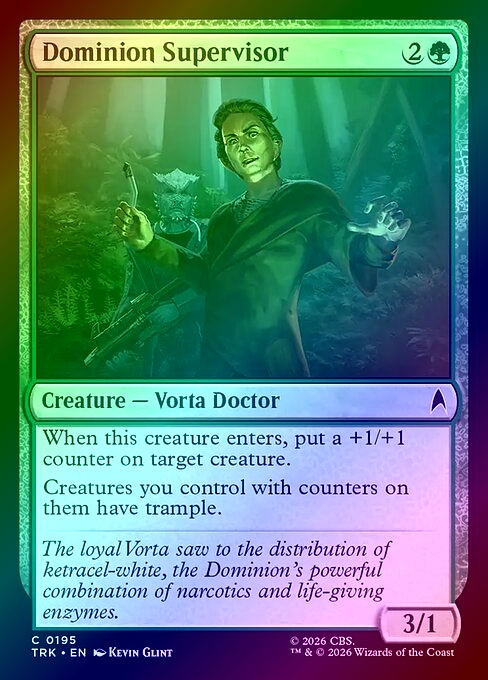 Dominion Supervisor 2
Creature — Vorta Doctor
When this creature enters, put a +1/+1
counter on target creature.
Creatures you control with counters on
them have trample.
The loyal Vorta saw to the distribution of
ketracel-white, the Dominion's powerful
combination of narcotics and life-giving
enzymes.
3/1
C 0195
TRK • EN Kevin Glint
© 2026 CBS.
™ & © 2026 Wizards of the Coast